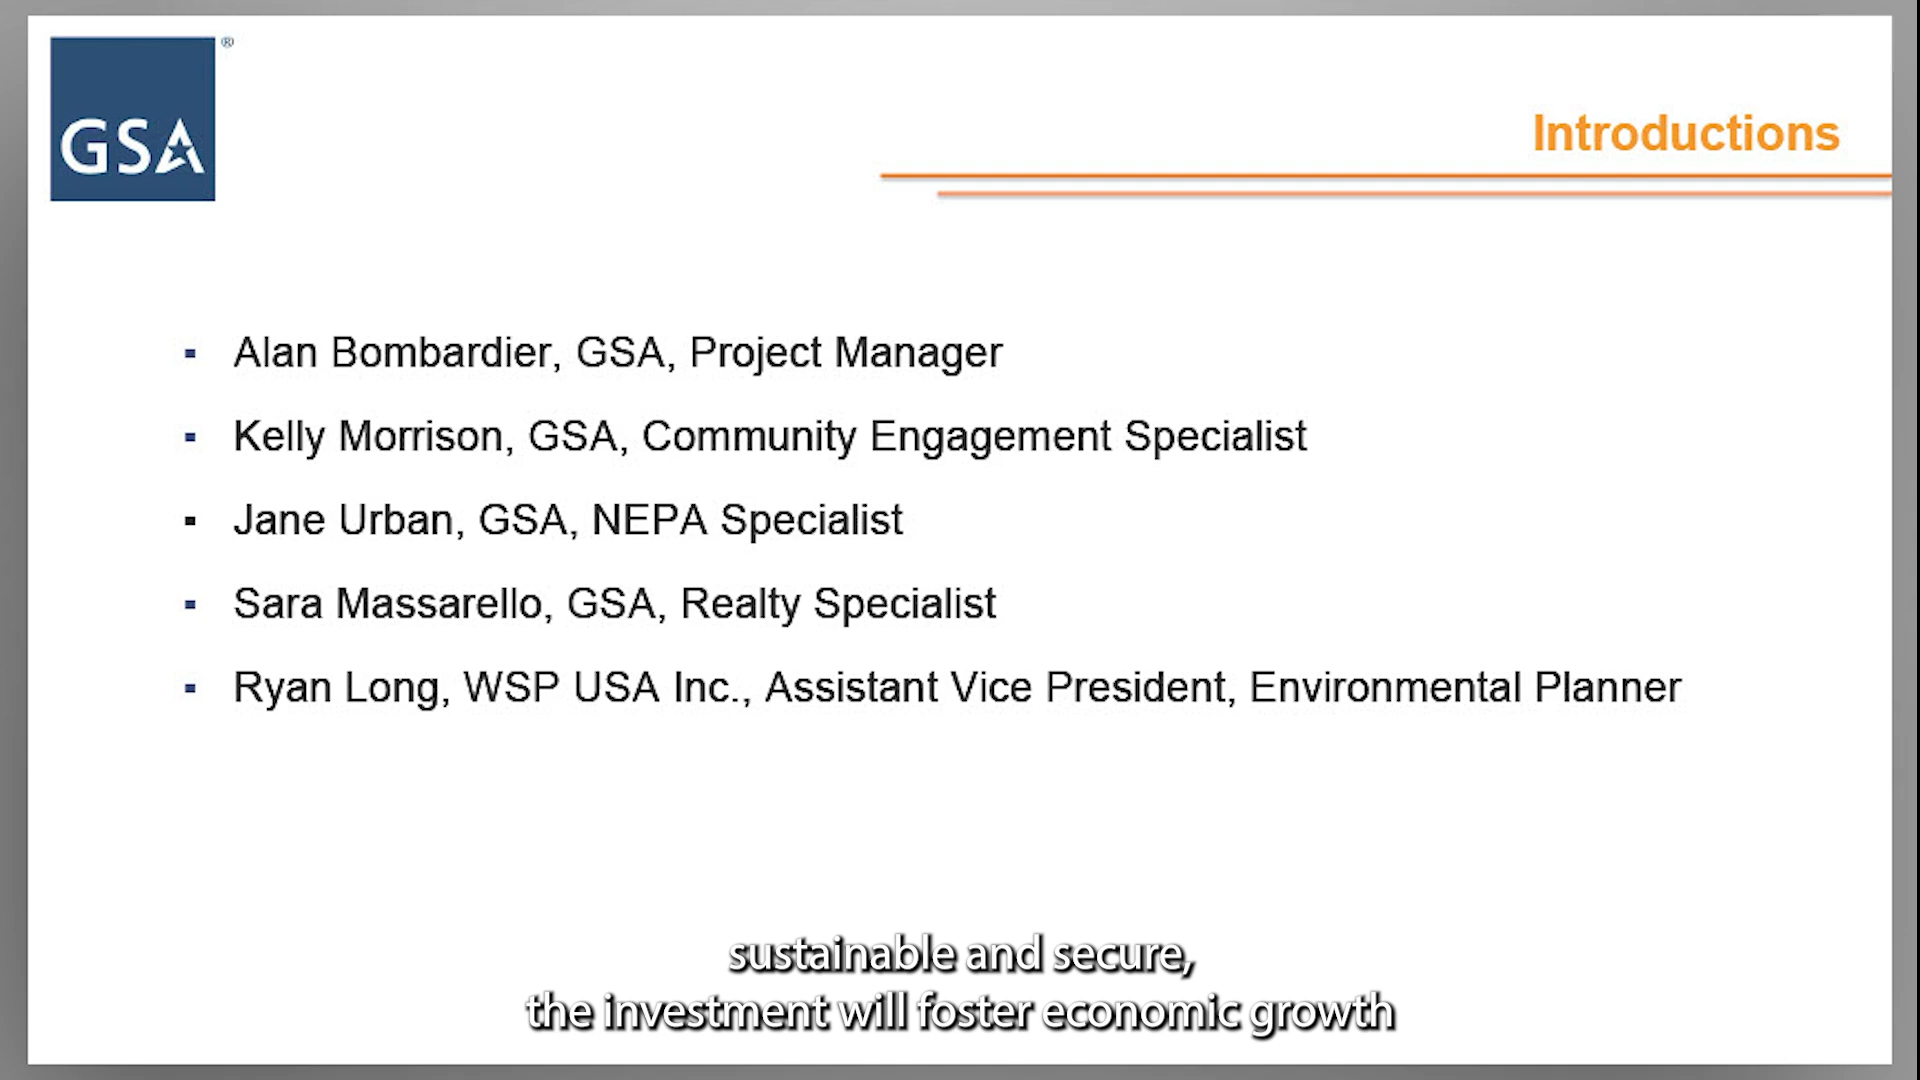 GSA®
Introductions
▪ Alan Bombardier, GSA, Project Manager
▪ Kelly Morrison, GSA, Community Engagement Specialist
▪ Jane Urban, GSA, NEPA Specialist
▪ Sara Massarello, GSA, Realty Specialist
▪ Ryan Long, WSP USA Inc., Assistant Vice President, Environmental Planner
sustainable and secure,
the investment will foster economic growth